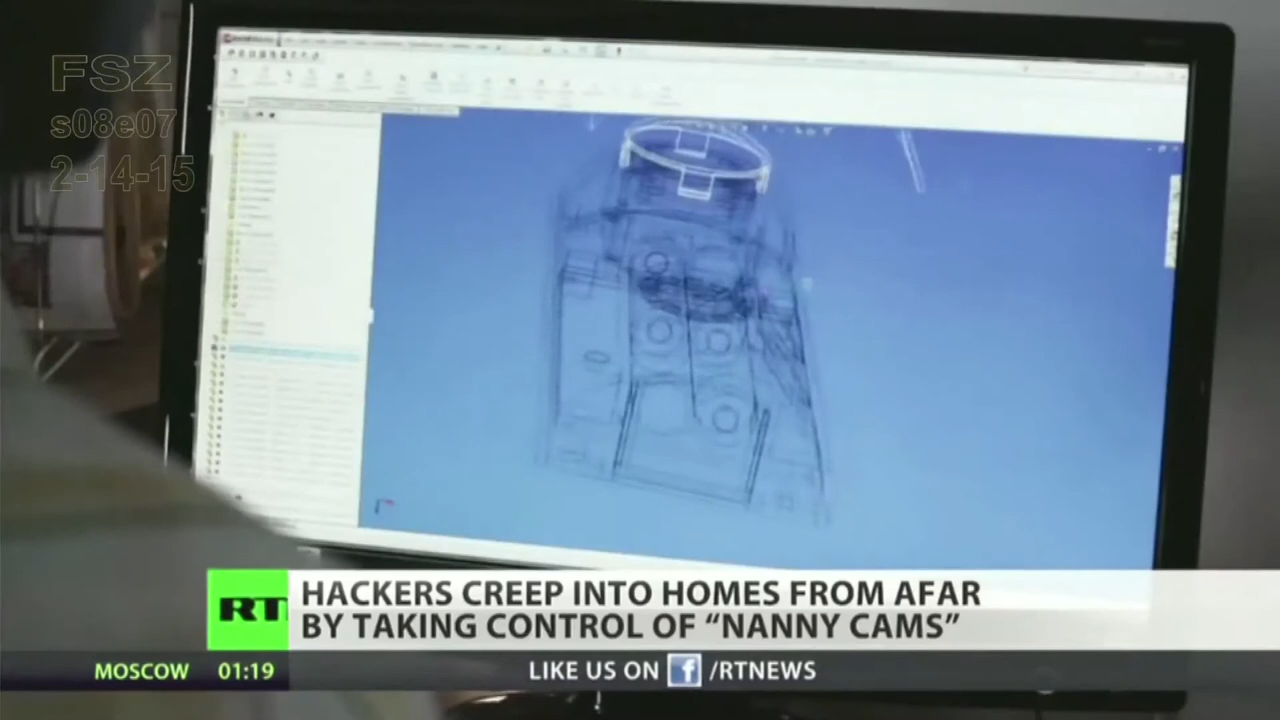 FSZ
s08e07
2-14-15
RT
HACKERS CREEP INTO HOMES FROM AFAR
BY TAKING CONTROL OF “NANNY CAMS”
MOSCOW 01:19
LIKE US ON f /RTNEWS